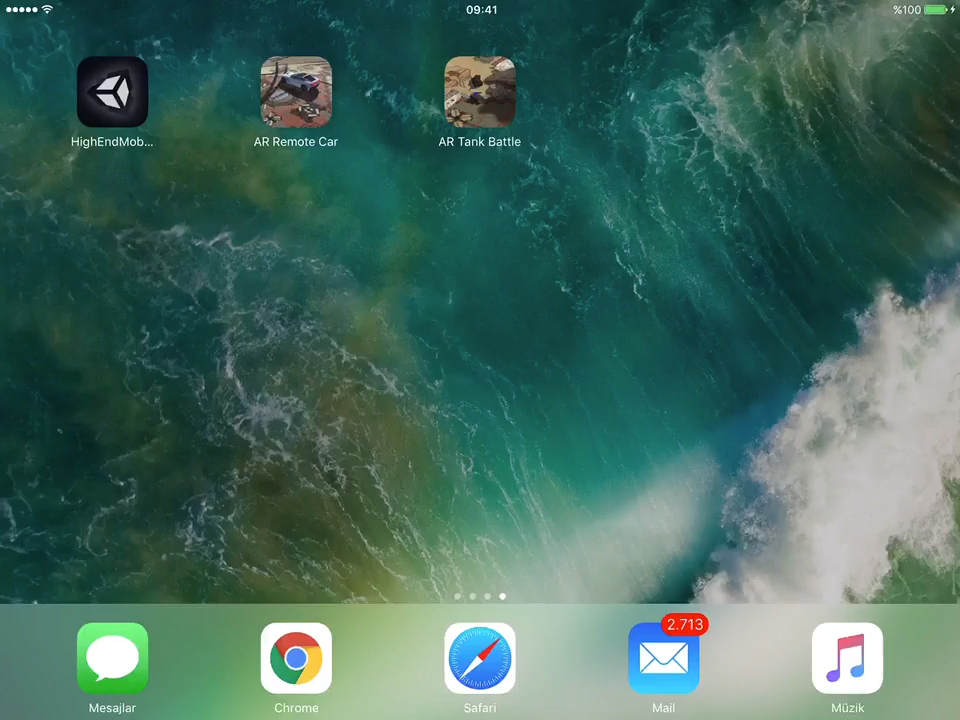 09:41
%100
HighEndMob...
AR Remote Car
AR Tank Battle
2.713
Mesajlar
Chrome
Safari
Mail
Müzik